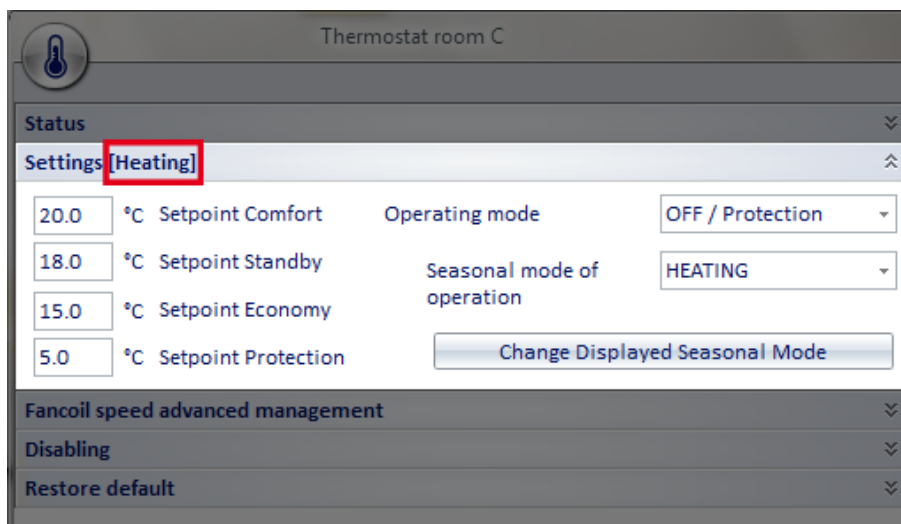 Thermostat room C
Status
Settings [Heating]
20.0 °C Setpoint Comfort Operating mode OFF / Protection
18.0 °C Setpoint Standby Seasonal mode of operation HEATING
15.0 °C Setpoint Economy
5.0 °C Setpoint Protection Change Displayed Seasonal Mode
Fancoil speed advanced management
Disabling
Restore default